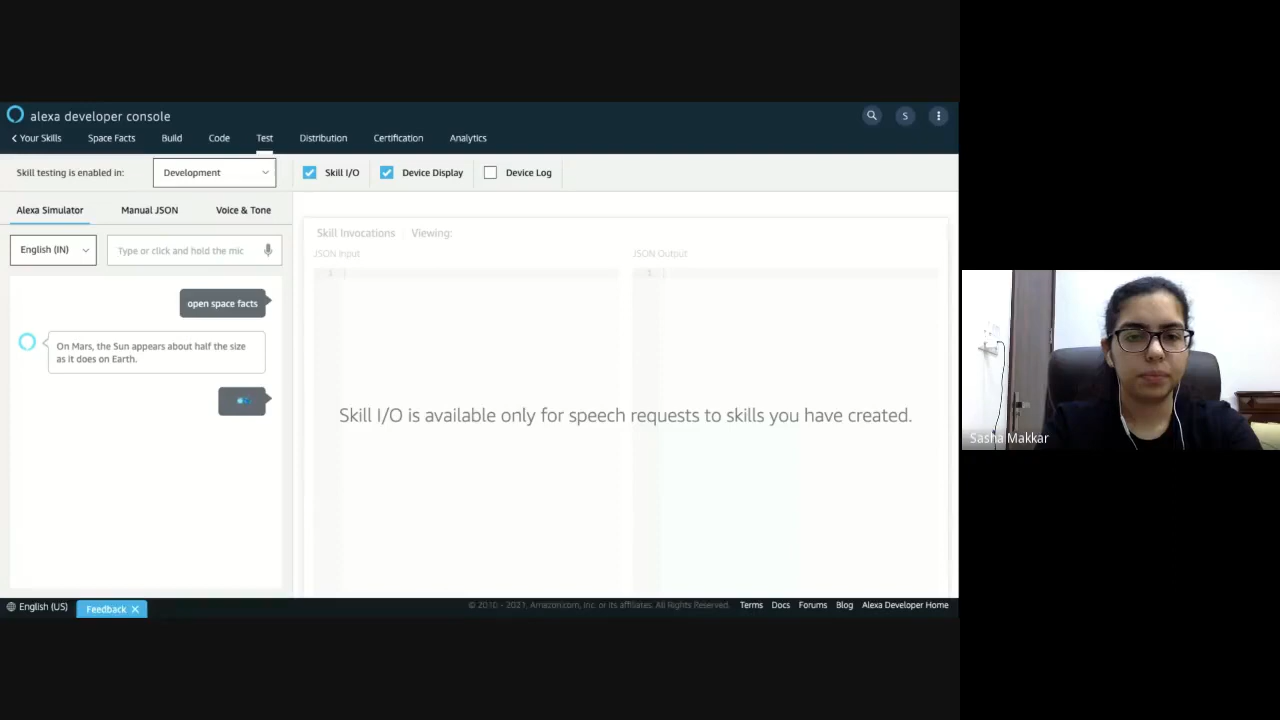 alexa developer console
S
Your Skills
Space Facts
Build
Code
Test
Distribution
Certification
Analytics
Skill testing is enabled in:
Development
Skill I/O
Device Display
Device Log
Alexa Simulator
Manual JSON
Voice & Tone
English (IN)
Type or click and hold the mic
open space facts
On Mars, the Sun appears about half the size
as it does on Earth.
Skill Invocations
Viewing:
JSON Input
JSON Output
1
1
Skill I/O is available only for speech requests to skills you have created.
Sasha Makkar
English (US)
Feedback
© 2010 - 2021, Amazon.com, Inc. or its affiliates. All Rights Reserved.
Terms
Docs
Forums
Blog
Alexa Developer Home